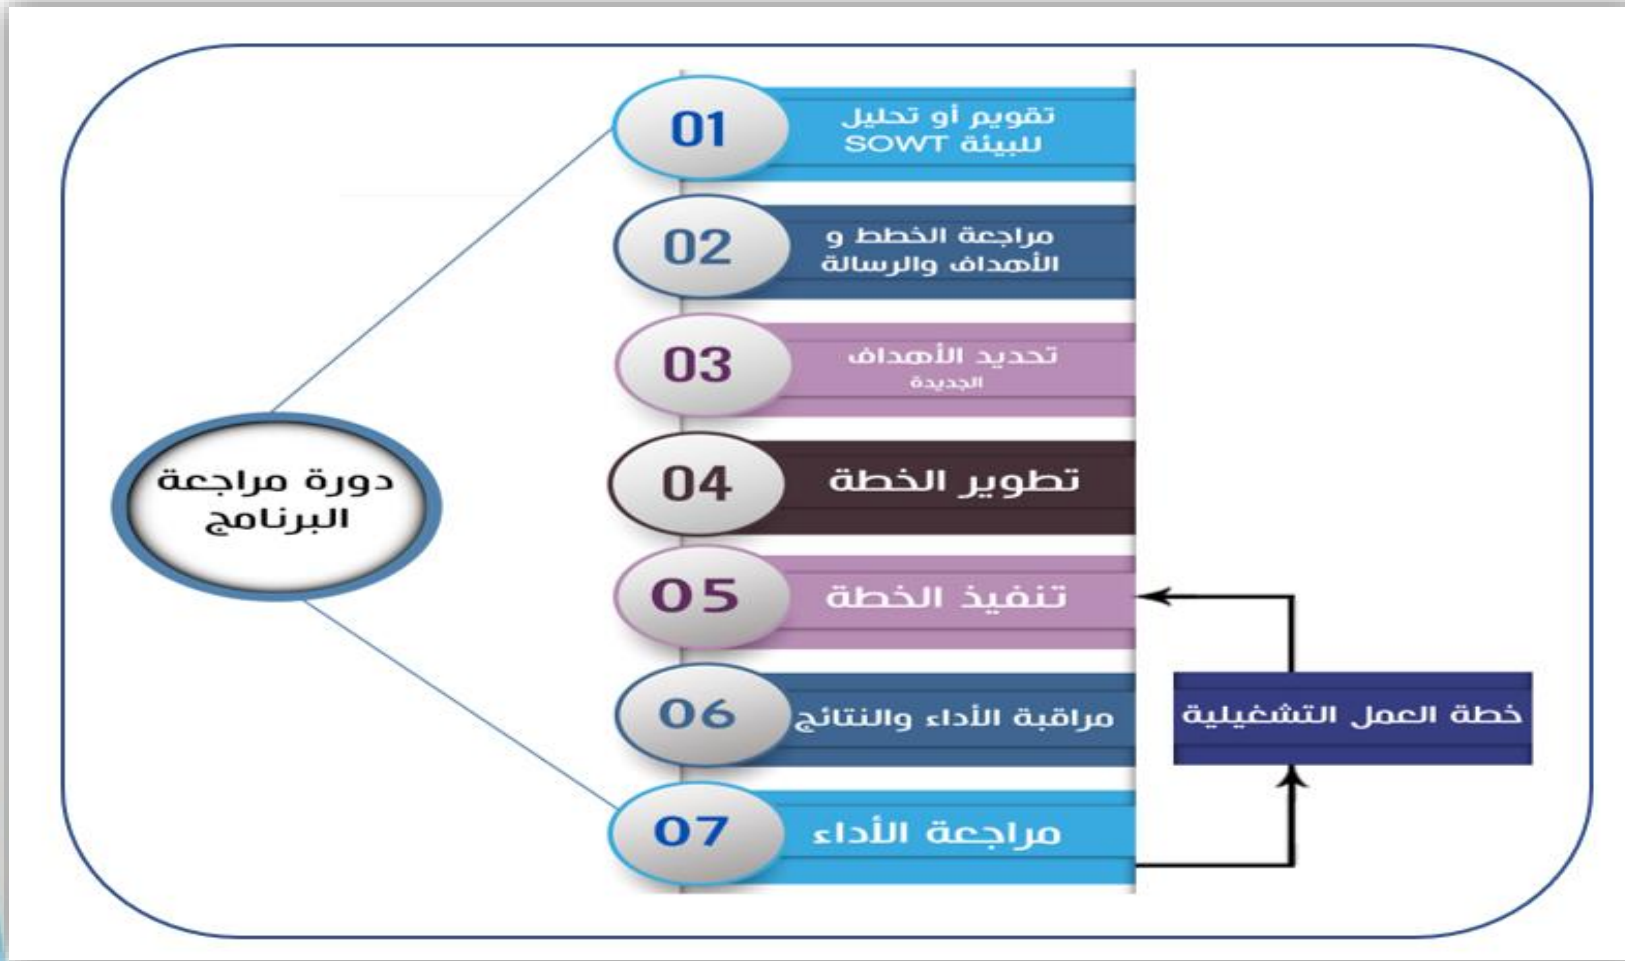 01
تقويم أو تحليل
للبيئة SOWT
02
مراجعة الخطط و
الأهداف والرسالة
03
تحديد الأهداف
الجديدة
04
تطوير الخطة
05
تنفيذ الخطة
06
مراقبة الأداء والنتائج
07
مراجعة الأداء
خطة العمل التشغيلية
دورة مراجعة
البرنامج